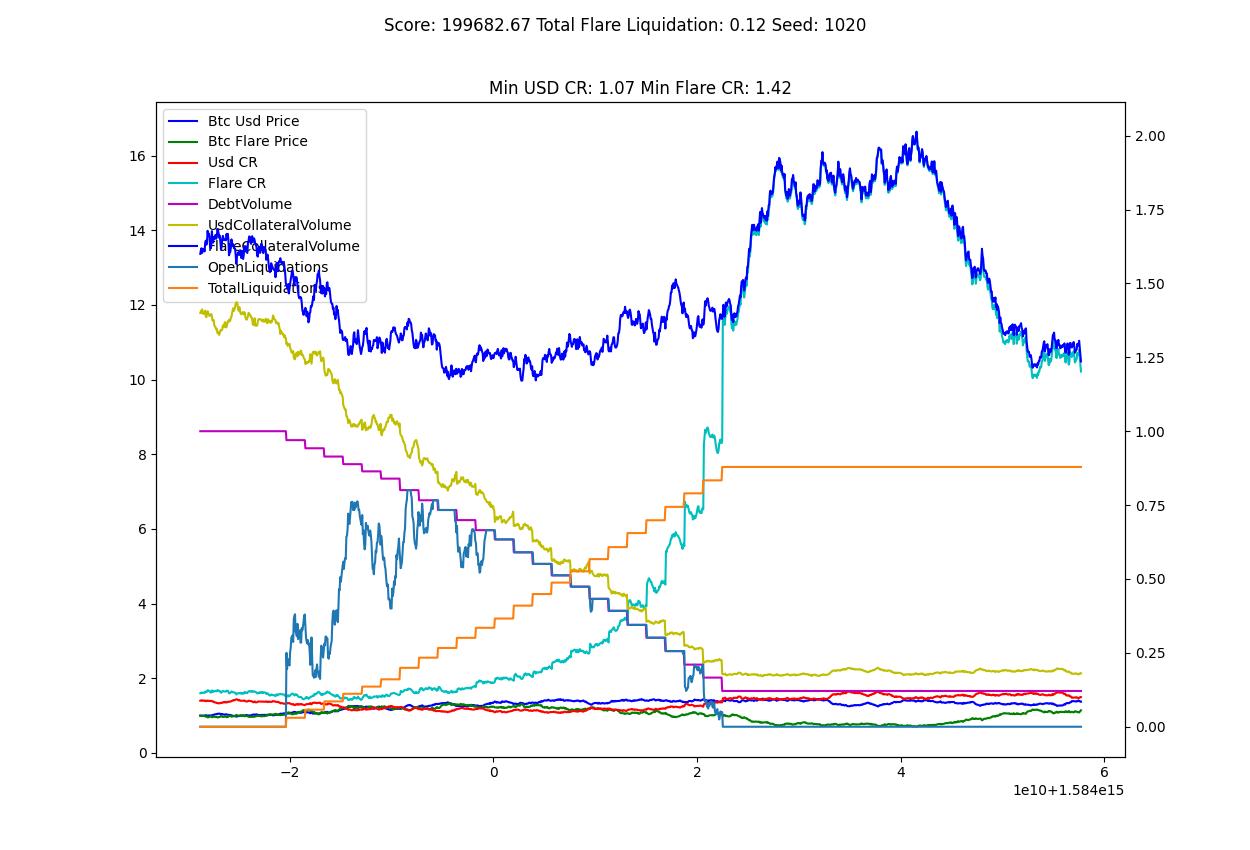 Score: 199682.67 Total Flare Liquidation: 0.12 Seed: 1020
Min USD CR: 1.07 Min Flare CR: 1.42
Btc Usd Price
Btc Flare Price
Usd CR
Flare CR
DebtVolume
UsdCollateralVolume
FlareCollateralVolume
OpenLiquidations
TotalLiquidations
16
14
12
10
8
6
4
2
0
2.00
1.75
1.50
1.25
1.00
0.75
0.50
0.25
0.00
−2
0
2
4
6
1e10+1.584e15